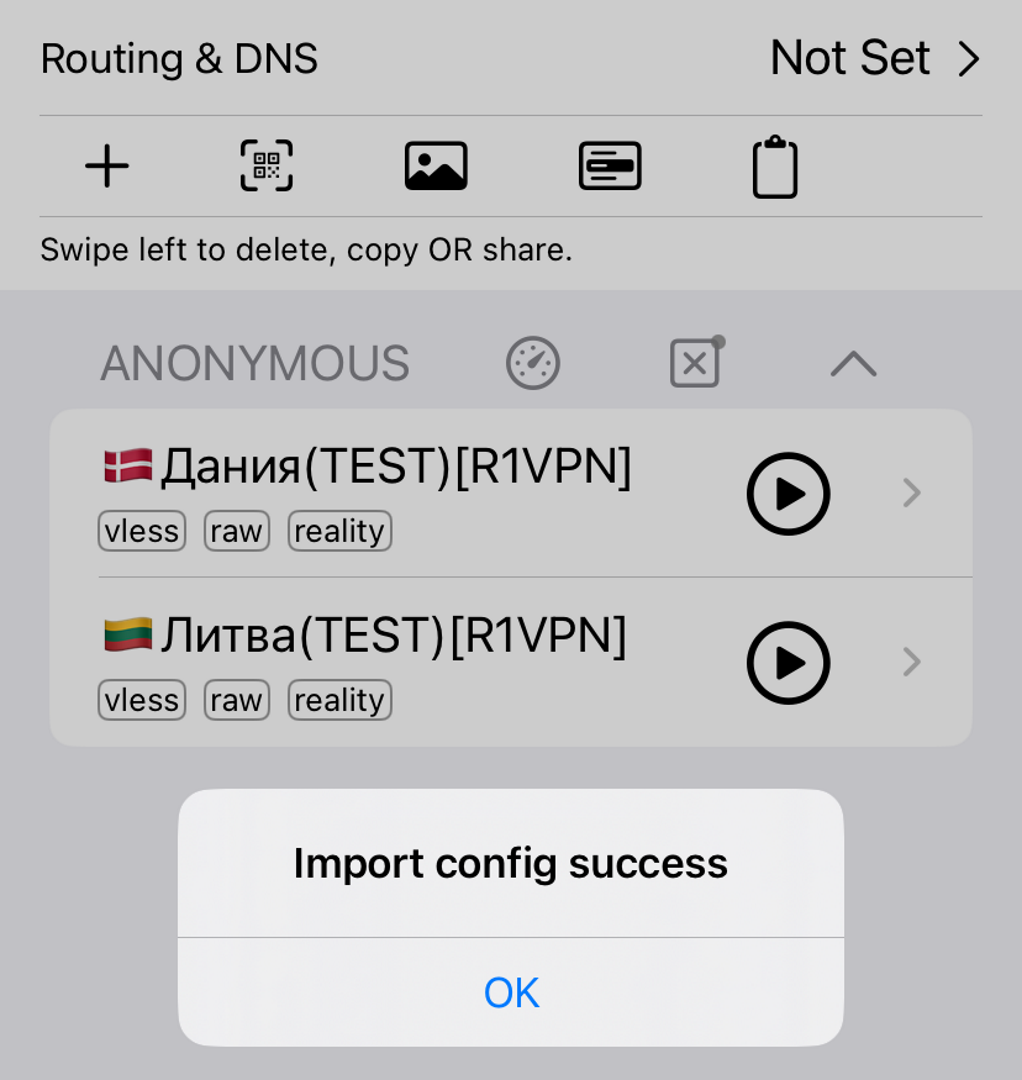 Routing & DNS Not Set
Swipe left to delete, copy OR share.
ANONYMOUS
Дания(TEST)[R1VPN]
vless raw reality
Литва(TEST)[R1VPN]
vless raw reality
Import config success
OK